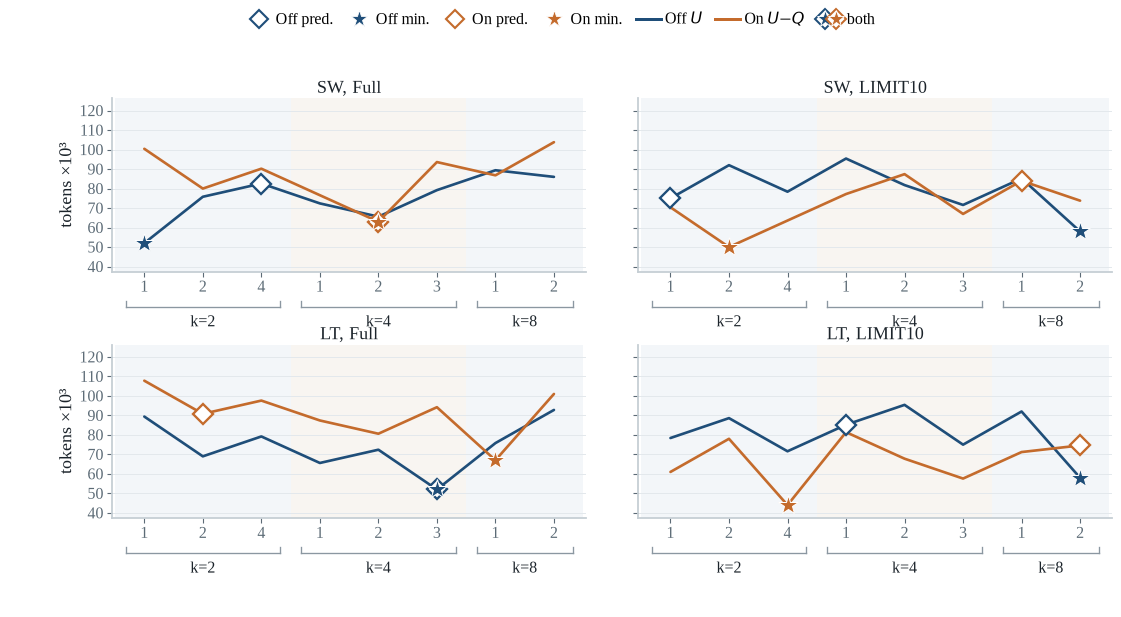 Off pred. Off min. On pred. On min. Off U On U−Q both
SW, Full
SW, LIMIT10
tokens ×10³
120
110
100
90
80
70
60
50
40
1 2 4 1 2 3 1 2
k=2 k=4 k=8
1 2 4 1 2 3 1 2
k=2 k=4 k=8
LT, Full
LT, LIMIT10
tokens ×10³
120
110
100
90
80
70
60
50
40
1 2 4 1 2 3 1 2
k=2 k=4 k=8
1 2 4 1 2 3 1 2
k=2 k=4 k=8